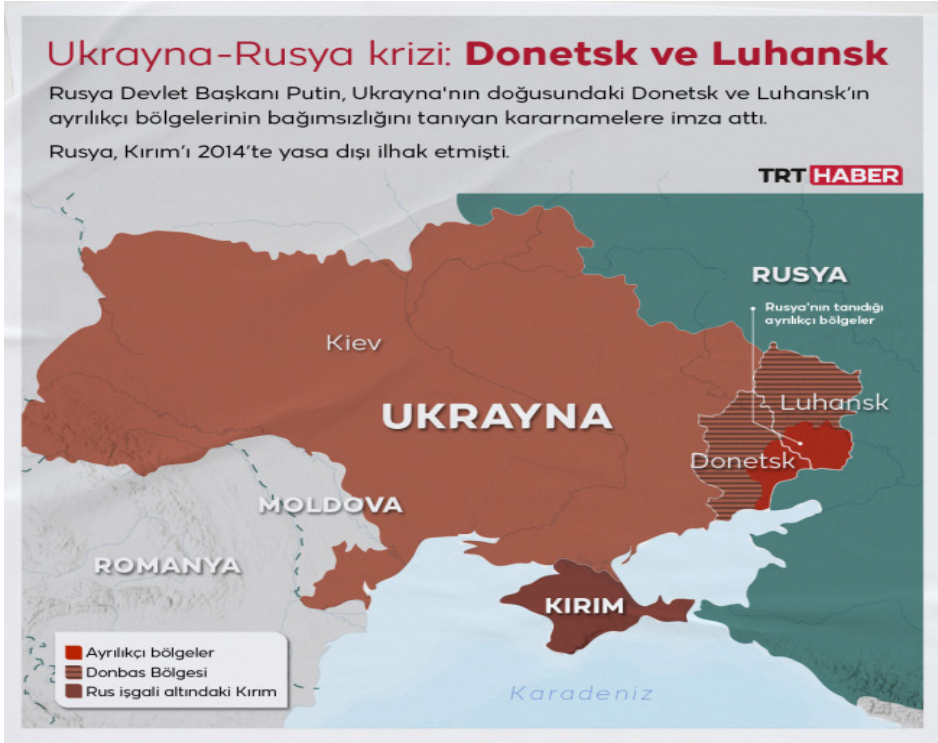 Ukrayna-Rusya krizi: Donetsk ve Luhansk
Rusya Devlet Başkanı Putin, Ukrayna'nın doğusundaki Donetsk ve Luhansk'ın
ayrılıkçı bölgelerinin bağımsızlığını tanıyan kararnamelere imza attı.
Rusya, Kırım'ı 2014'te yasa dışı ilhak etmişti.
TRT HABER
RUSYA
Rusya'nın tanıdığı
ayrılıkçı bölgeler
Kiev
UKRAYNA
Luhansk
Donetsk
MOLDOVA
ROMANYA
KIRIM
Ayrılıkçı bölgeler
Donbas Bölgesi
Rus işgali altındaki Kırım
Karadeniz